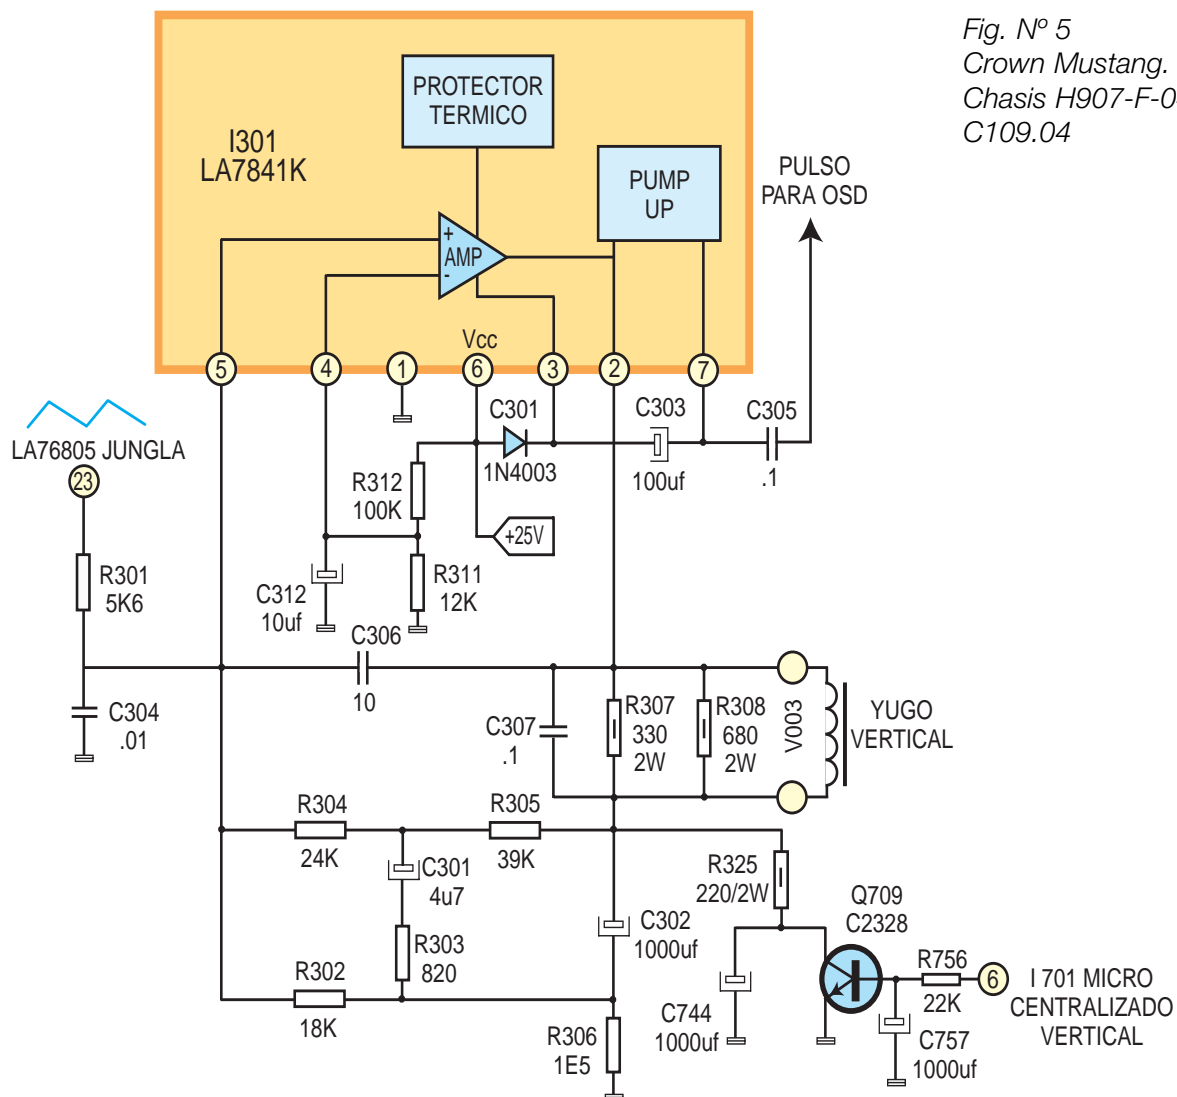 Fig. Nº 5
Crown Mustang.
Chasis H907-F-0
C109.04
PROTECTOR
TERMICO
I301
LA7841K
PUMP
UP
PULSO
PARA OSD
+
AMP
-
Vcc
5
4
1
6
3
2
7
C301
1N4003
C303
100uf
C305
.1
LA76805 JUNGLA
23
R312
100K
+25V
R301
5K6
C312
10uf
R311
12K
C306
10
C304
.01
C307
.1
R307
330
2W
R308
680
2W
V003
YUGO
VERTICAL
R304
24K
R305
39K
C301
4u7
R325
220/2W
Q709
C2328
C302
1000uf
R303
820
R302
18K
R756
22K
6
I 701 MICRO
CENTRALIZADO
VERTICAL
C744
1000uf
C757
1000uf
R306
1E5